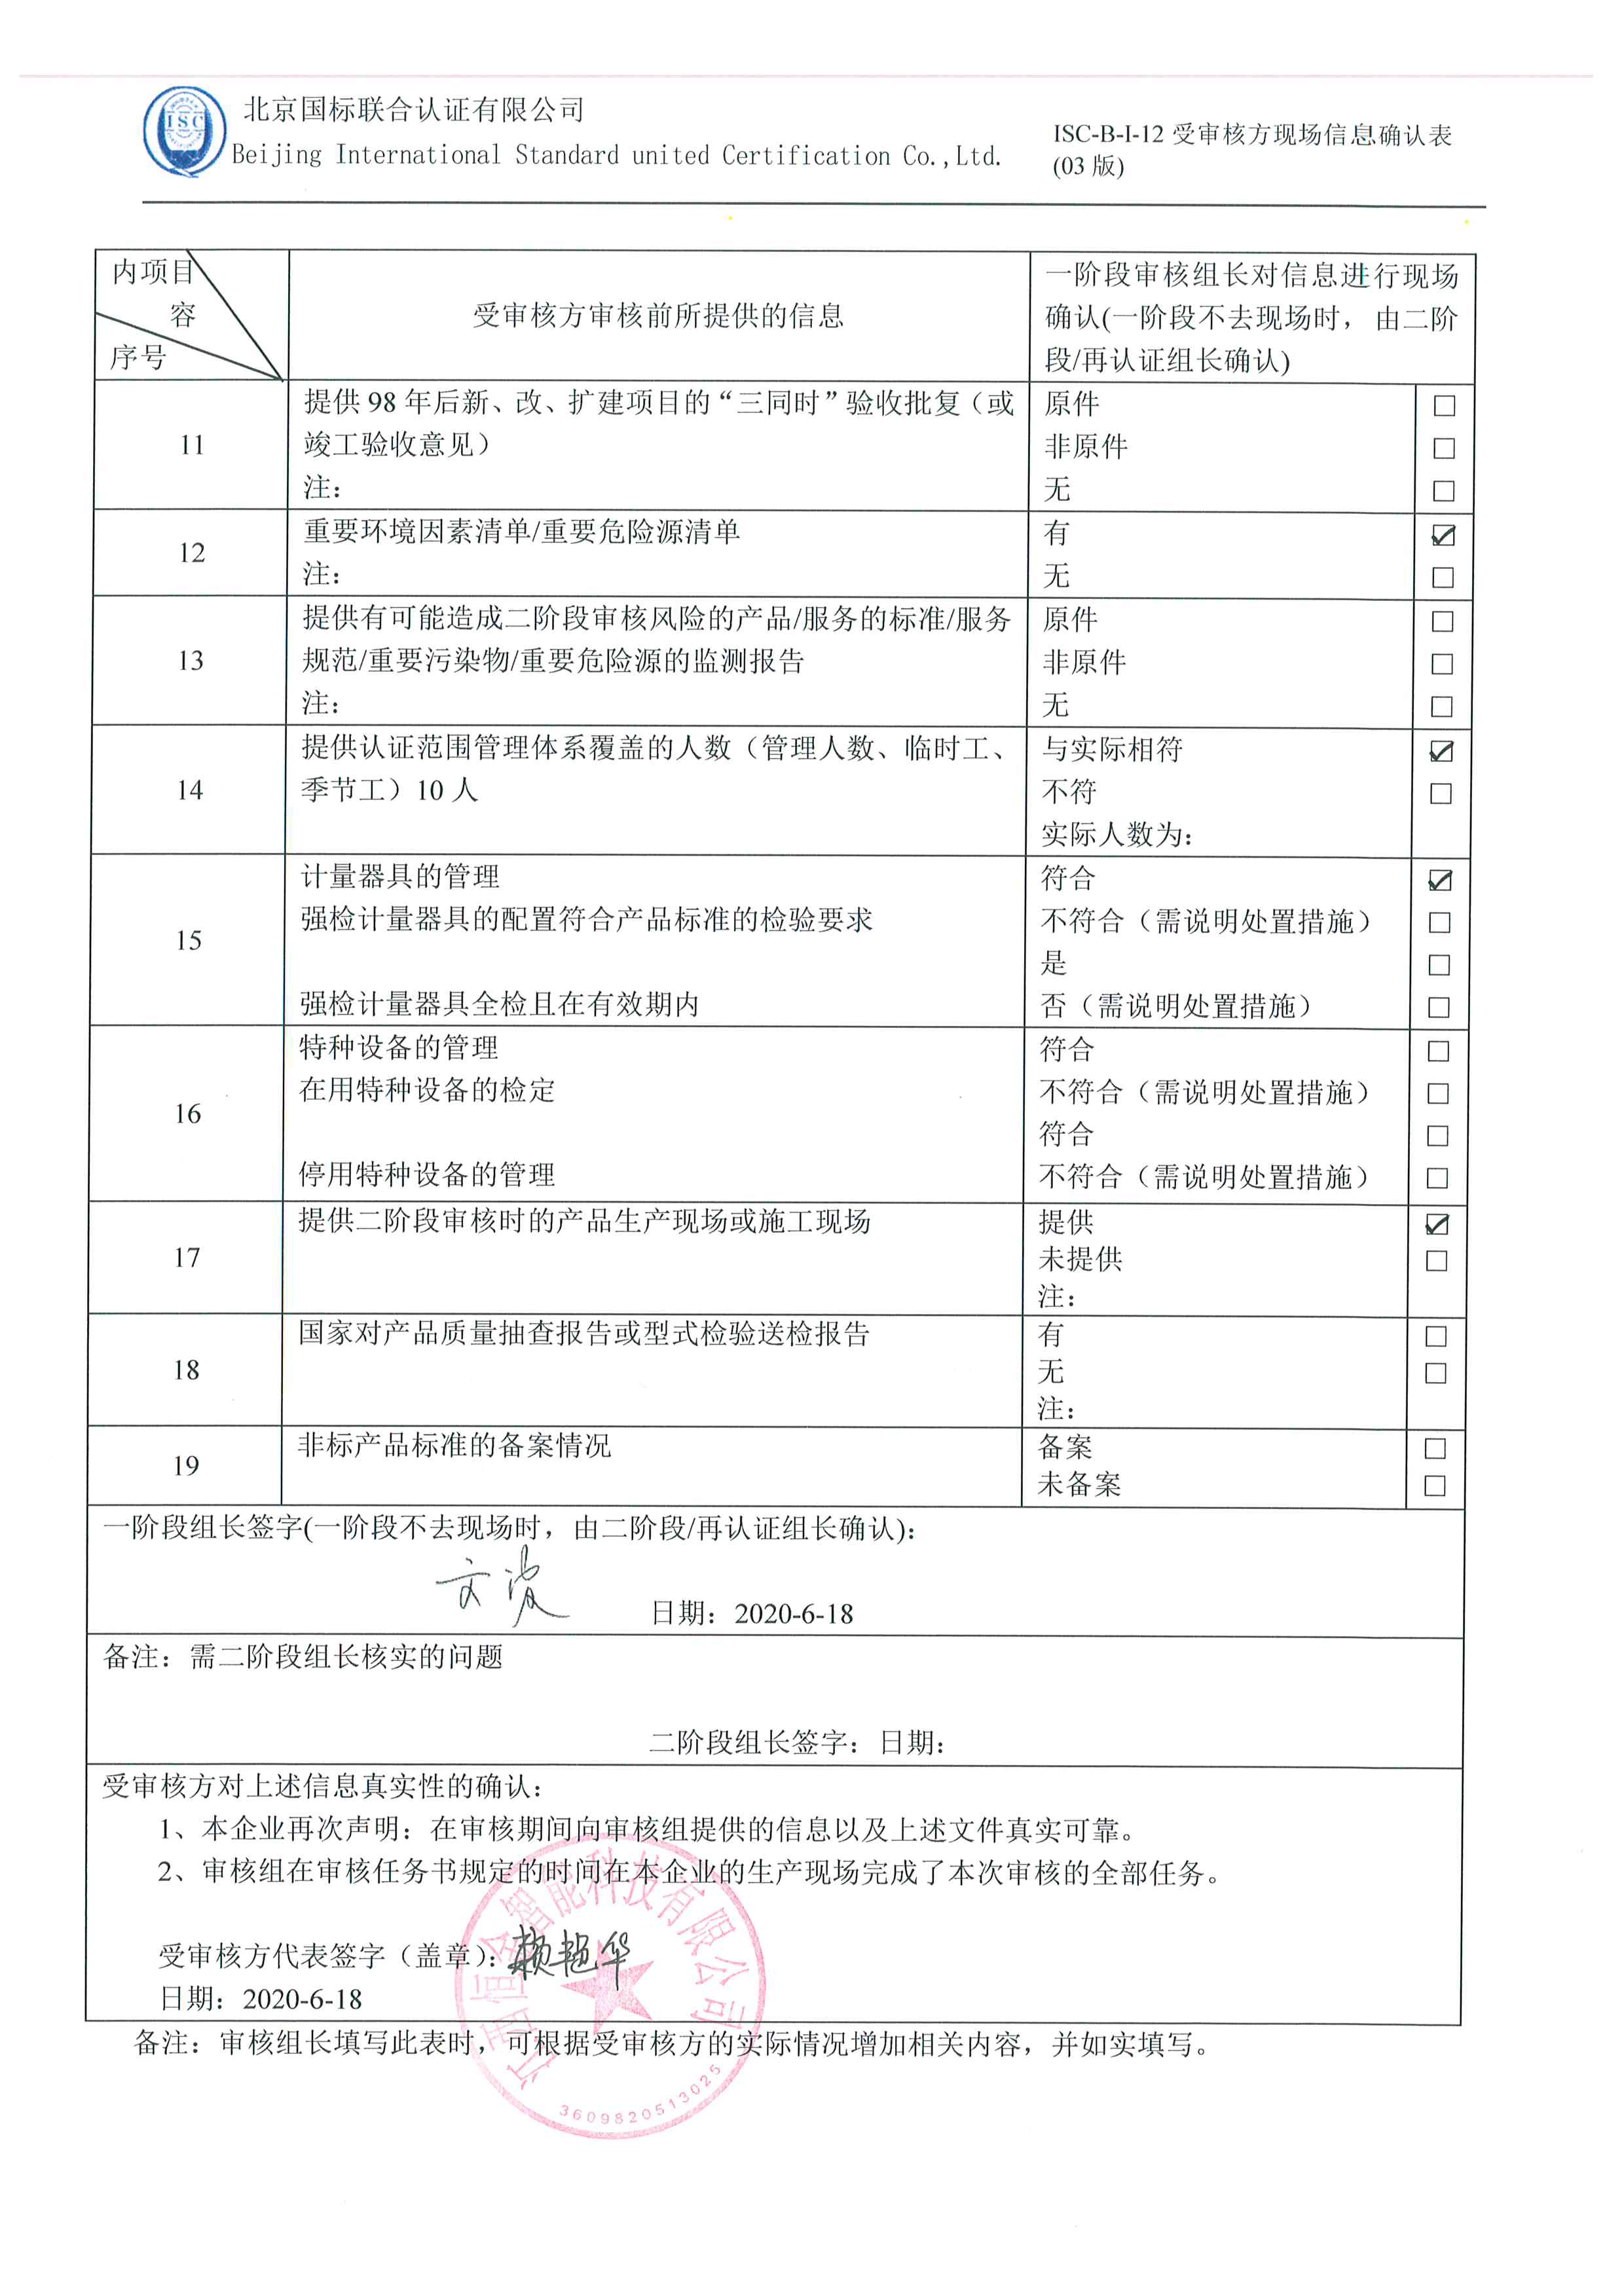 ISC
北京国标联合认证有限公司
Beijing International Standard united Certification Co.,Ltd.
ISC-B-I-12 受审核方现场信息确认表
(03 版)
内项目
容
序号
受审核方审核前所提供的信息
一阶段审核组长对信息进行现场
确认(一阶段不去现场时，由二阶
段/再认证组长确认)
11
提供 98 年后新、改、扩建项目的“三同时”验收批复（或
竣工验收意见）
注：
原件 □
非原件 □
无 □
12
重要环境因素清单/重要危险源清单
注：
有 ☑
无 □
13
提供有可能造成二阶段审核风险的产品/服务的标准/服务
规范/重要污染物/重要危险源的监测报告
注：
原件 □
非原件 □
无 □
14
提供认证范围管理体系覆盖的人数（管理人数、临时工、
季节工）10 人
与实际相符 ☑
不符 □
实际人数为：
15
计量器具的管理
强检计量器具的配置符合产品标准的检验要求
强检计量器具全检且在有效期内
符合 ☑
不符合（需说明处置措施） □
是 □
否（需说明处置措施） □
16
特种设备的管理
在用特种设备的检定
停用特种设备的管理
符合 □
不符合（需说明处置措施） □
符合 □
不符合（需说明处置措施） □
17
提供二阶段审核时的产品生产现场或施工现场
提供 ☑
未提供 □
注：
18
国家对产品质量抽查报告或型式检验送检报告
有 □
无 □
注：
19
非标产品标准的备案情况
备案 □
未备案 □
一阶段组长签字(一阶段不去现场时，由二阶段/再认证组长确认)：
文波
日期：2020-6-18
备注：需二阶段组长核实的问题
二阶段组长签字：日期：
受审核方对上述信息真实性的确认：
1、本企业再次声明：在审核期间向审核组提供的信息以及上述文件真实可靠。
2、审核组在审核任务书规定的时间在本企业的生产现场完成了本次审核的全部任务。
受审核方代表签字（盖章）：赖艳华
日期：2020-6-18
备注：审核组长填写此表时，可根据受审核方的实际情况增加相关内容，并如实填写。
智能科技有限公司
3609820513025